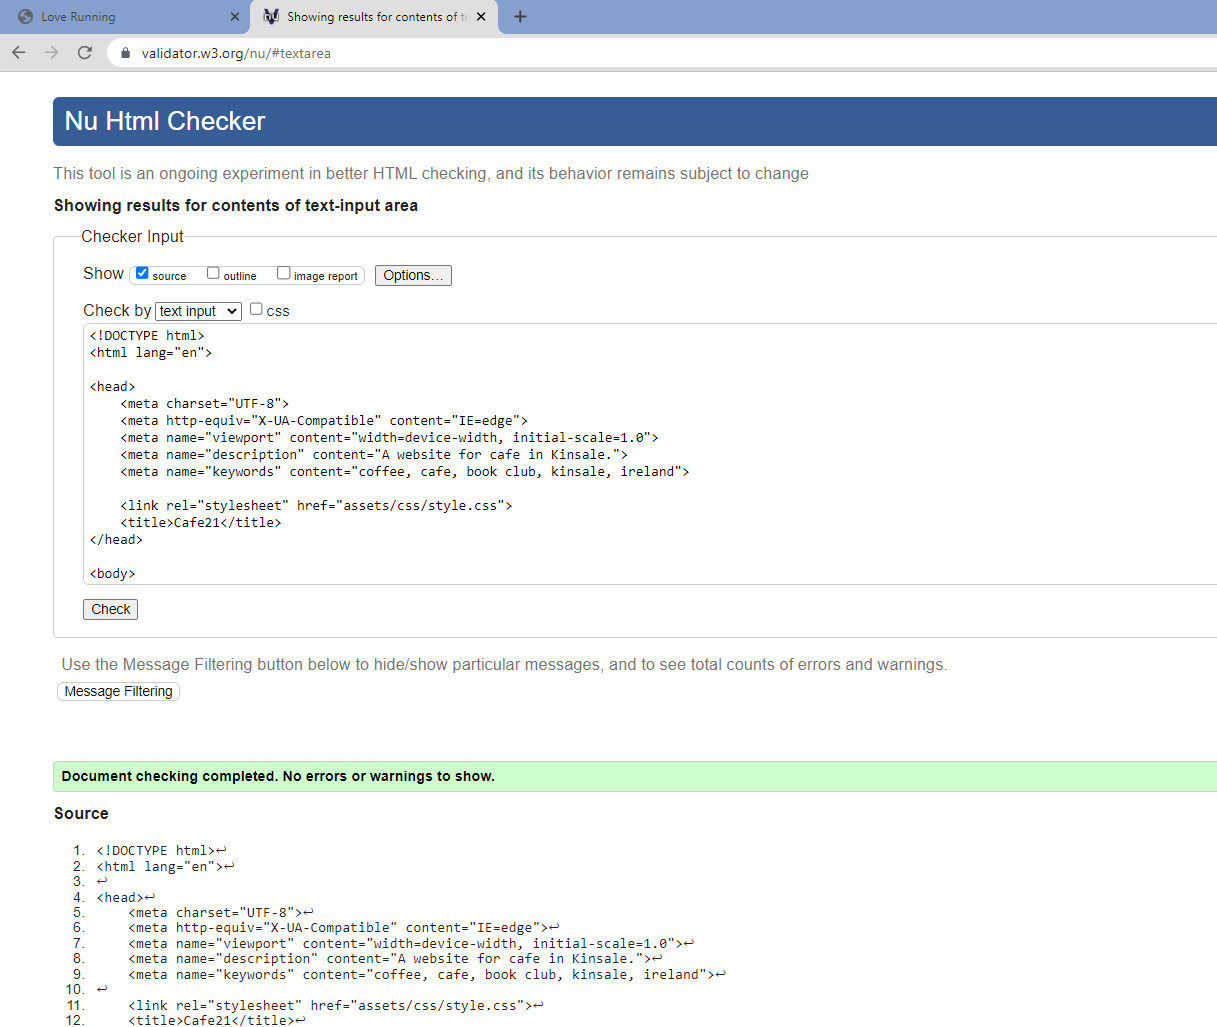 Love Running
Showing results for contents of t
validator.w3.org/nu/#textarea
Nu Html Checker
This tool is an ongoing experiment in better HTML checking, and its behavior remains subject to change
Showing results for contents of text-input area
Checker Input
Show source outline image report Options...
Check by text input css
<!DOCTYPE html>
<html lang="en">
<head>
<meta charset="UTF-8">
<meta http-equiv="X-UA-Compatible" content="IE=edge">
<meta name="viewport" content="width=device-width, initial-scale=1.0">
<meta name="description" content="A website for cafe in Kinsale.">
<meta name="keywords" content="coffee, cafe, book club, kinsale, ireland">
<link rel="stylesheet" href="assets/css/style.css">
<title>Cafe21</title>
</head>
<body>
Check
Use the Message Filtering button below to hide/show particular messages, and to see total counts of errors and warnings.
Message Filtering
Document checking completed. No errors or warnings to show.
Source
1. <!DOCTYPE html>↩
2. <html lang="en">↩
3. ↩
4. <head>↩
5. <meta charset="UTF-8">↩
6. <meta http-equiv="X-UA-Compatible" content="IE=edge">↩
7. <meta name="viewport" content="width=device-width, initial-scale=1.0">↩
8. <meta name="description" content="A website for cafe in Kinsale.">↩
9. <meta name="keywords" content="coffee, cafe, book club, kinsale, ireland">↩
10. ↩
11. <link rel="stylesheet" href="assets/css/style.css">↩
12. <title>Cafe21</title>↩